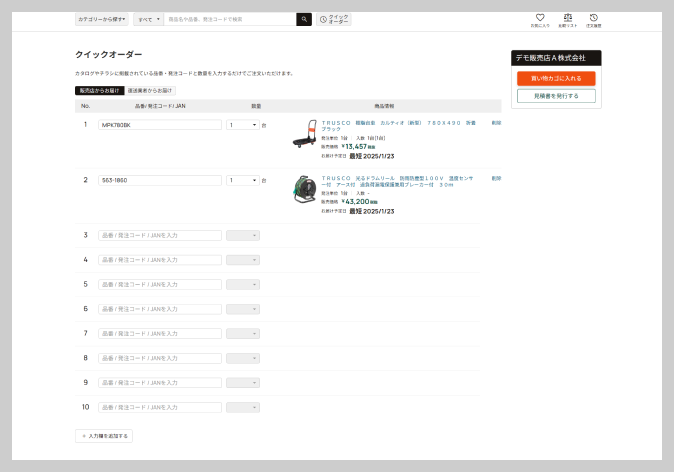 カテゴリーから探す
すべて
商品名や品番、発注コードで検索
クイック
オーダー
お気に入り
比較リスト
注文履歴
クイックオーダー
カタログやチラシに掲載されている品番・発注コードと数量を入力するだけでご注文いただけます。
販売店からお届け
直送業者からお届け
No. 品番/ 発注コード/ JAN 数量 商品情報
1 MPK780BK 1 台
TRUSCO 樹脂台車 カルティオ（新型） 780X490 折畳 削除
ブラック
発注単位 1台 入数 1台(1台)
販売価格 ¥13,457税抜
お届け予定日 最短 2025/1/23
2 563-1860 1 台
TRUSCO 光るドラムリール 防雨防塵型100V 温度センサ 削除
ー付 アース付 過負荷漏電保護兼用ブレーカー付 30m
発注単位 1台 入数 -
販売価格 ¥43,200税抜
お届け予定日 最短 2025/1/23
3 品番 / 発注コード / JANを入力
4 品番 / 発注コード / JANを入力
5 品番 / 発注コード / JANを入力
6 品番 / 発注コード / JANを入力
7 品番 / 発注コード / JANを入力
8 品番 / 発注コード / JANを入力
9 品番 / 発注コード / JANを入力
10 品番 / 発注コード / JANを入力
+ 入力欄を追加する
デモ販売店Ａ株式会社
買い物カゴに入れる
見積書を発行する